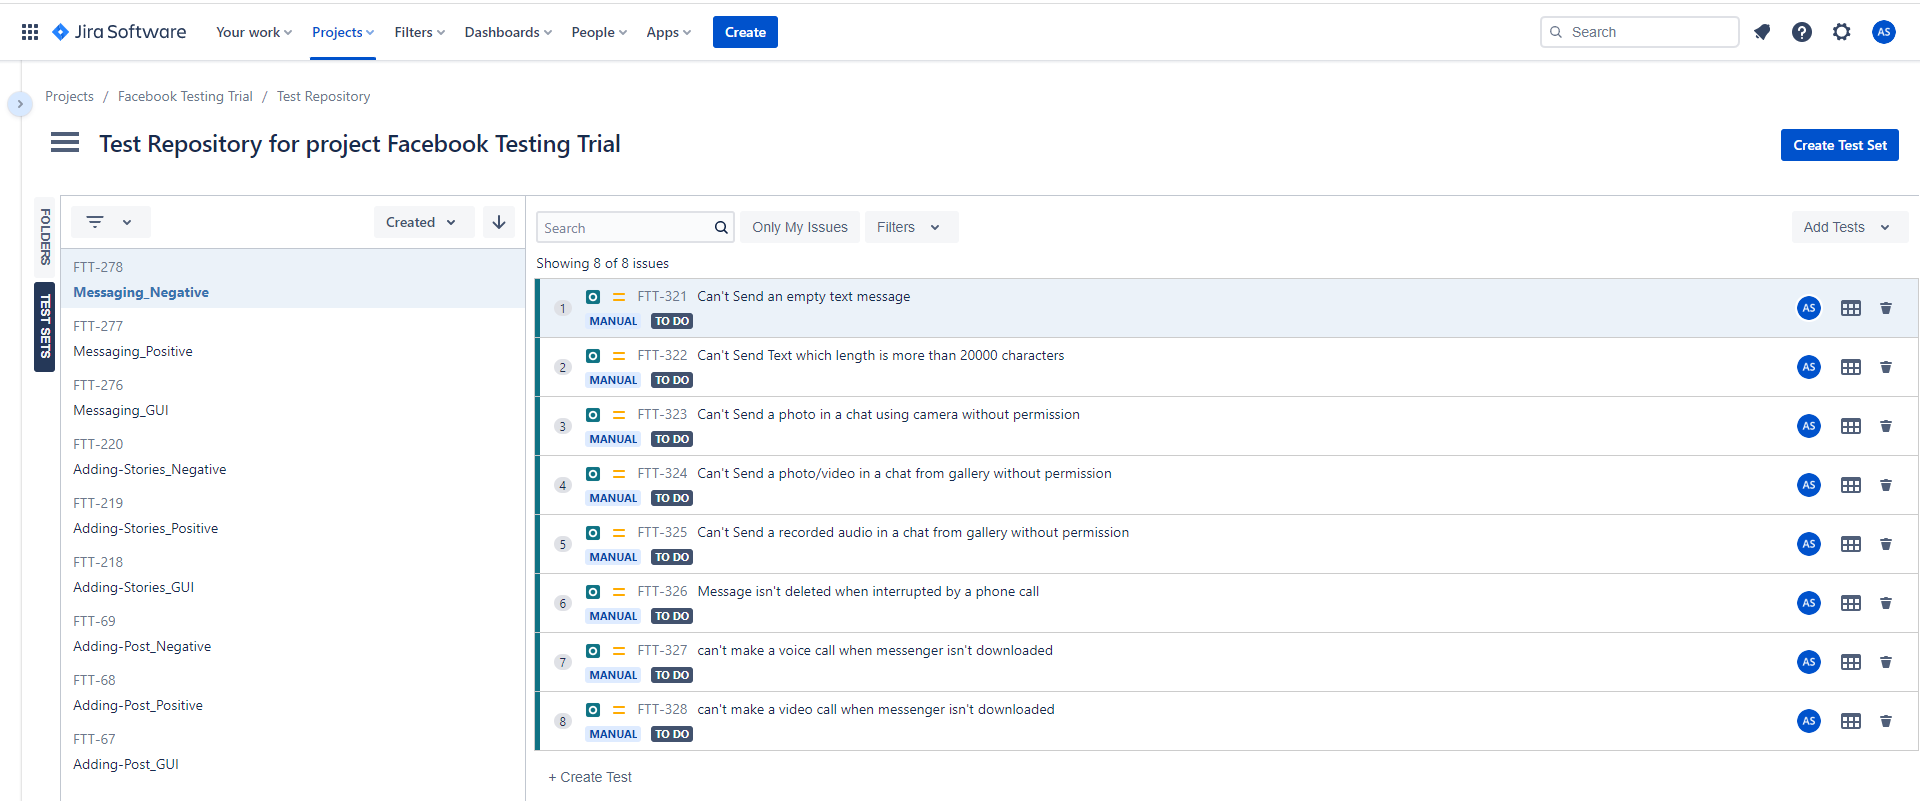 Jira Software Your work Projects Filters Dashboards People Apps Create Search AS
Projects / Facebook Testing Trial / Test Repository
Test Repository for project Facebook Testing Trial
Create Test Set
FOLDERS
TEST SETS
Created
FTT-278
Messaging_Negative
FTT-277
Messaging_Positive
FTT-276
Messaging_GUI
FTT-220
Adding-Stories_Negative
FTT-219
Adding-Stories_Positive
FTT-218
Adding-Stories_GUI
FTT-69
Adding-Post_Negative
FTT-68
Adding-Post_Positive
FTT-67
Adding-Post_GUI
Search Only My Issues Filters Add Tests
Showing 8 of 8 issues
1 FTT-321 Can't Send an empty text message AS
MANUAL TO DO
2 FTT-322 Can't Send Text which length is more than 20000 characters AS
MANUAL TO DO
3 FTT-323 Can't Send a photo in a chat using camera without permission AS
MANUAL TO DO
4 FTT-324 Can't Send a photo/video in a chat from gallery without permission AS
MANUAL TO DO
5 FTT-325 Can't Send a recorded audio in a chat from gallery without permission AS
MANUAL TO DO
6 FTT-326 Message isn't deleted when interrupted by a phone call AS
MANUAL TO DO
7 FTT-327 can't make a voice call when messenger isn't downloaded AS
MANUAL TO DO
8 FTT-328 can't make a video call when messenger isn't downloaded AS
MANUAL TO DO
+ Create Test